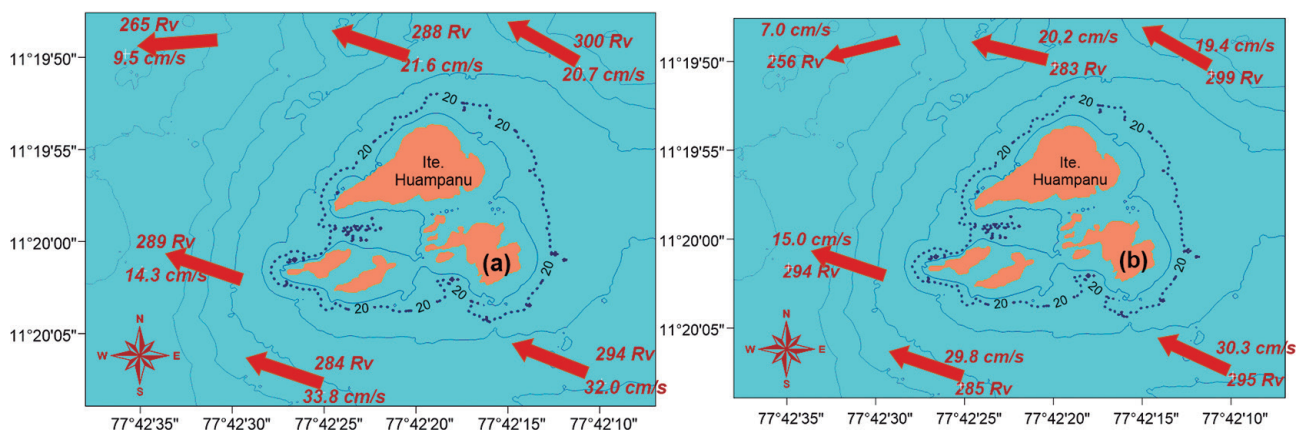 265 Rv
9.5 cm/s
288 Rv
21.6 cm/s
300 Rv
20.7 cm/s
11°19'50"
11°19'55"
11°20'00"
11°20'05"
20
20
Ite.
Huampanu
289 Rv
14.3 cm/s
(a)
20
20
20
284 Rv
33.8 cm/s
294 Rv
32.0 cm/s
N
W
E
S
77°42'35"
77°42'30"
77°42'25"
77°42'20"
77°42'15"
77°42'10"
7.0 cm/s
256 Rv
20.2 cm/s
283 Rv
19.4 cm/s
299 Rv
11°19'50"
11°19'55"
11°20'00"
11°20'05"
20
20
Ite.
Huampanu
15.0 cm/s
294 Rv
(b)
20
20
20
29.8 cm/s
285 Rv
30.3 cm/s
295 Rv
N
W
E
S
77°42'35"
77°42'30"
77°42'25"
77°42'20"
77°42'15"
77°42'10"